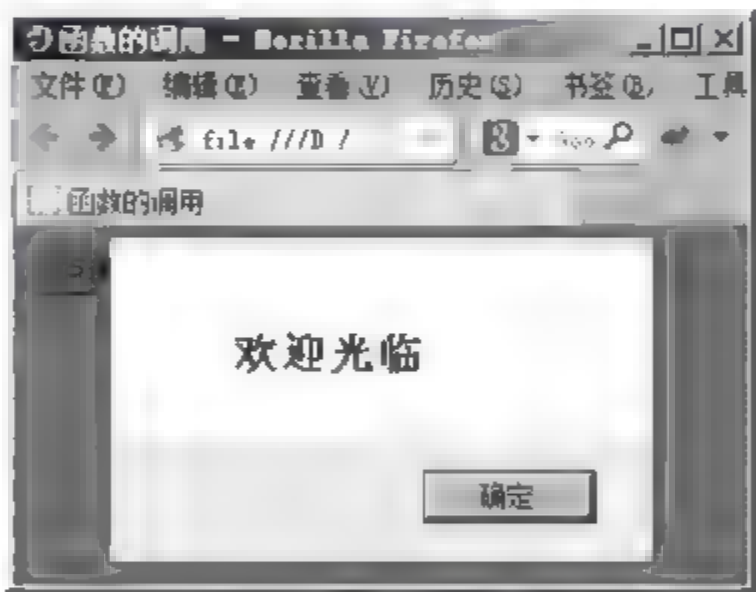 函数的调用 - Mozilla Firefox
文件(F) 编辑(E) 查看(V) 历史(S) 书签(B) 工具
file ///D /
函数的调用
欢迎光临
确定